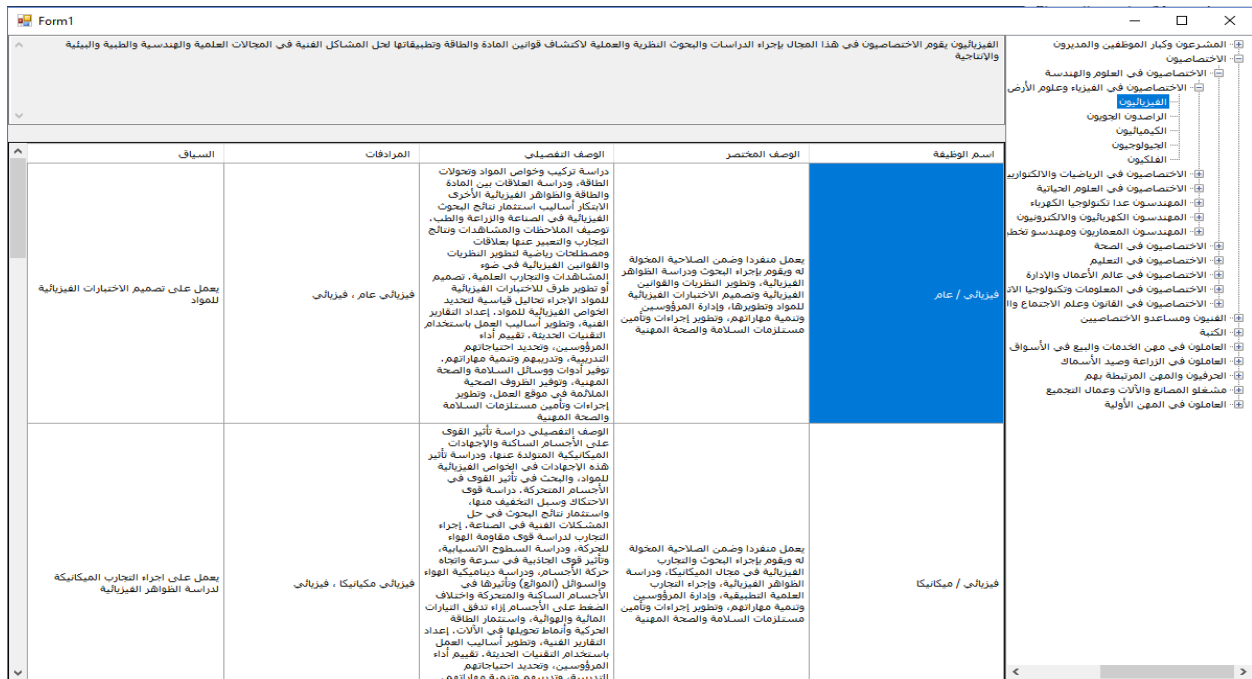 Form1
الفيزيائيون يقوم الاختصاصيون في هذا المجال بإجراء الدراسات والبحوث النظرية والعملية لاكتشاف قوانين المادة والطاقة وتطبيقاتها لحل المشاكل الفنية في المجالات العلمية والهندسية والطبية والبيئية
والإنتاجية
المشرعون وكبار الموظفين والمديرون
الاختصاصيون
الاختصاصيون في العلوم والهندسة
الاختصاصيون في الفيزياء وعلوم الأرض
الفيزيائيون
الراصدون الجويون
الكيميائيون
الجيولوجيون
الفلكيون
الاختصاصيون في الرياضيات والالكترواريي
الاختصاصيون في العلوم الحياتية
المهندسون عدا تكنولوجيا الكهرباء
المهندسون الكهربائيون والالكترونيون
المهندسون المعماريون ومهندسو تخط
الاختصاصيون في الصحة
الاختصاصيون في التعليم
الاختصاصيون في عالم الأعمال والإدارة
الاختصاصيون في المعلومات وتكنولوجيا الات
الاختصاصيون في القانون وعلم الاجتماع وال
الفنيون ومساعدو الاختصاصيين
الكتبة
العاملون في مهن الخدمات والبيع في الأسواق
العاملون في الزراعة وصيد الأسماك
الحرفيون والمهن المرتبطة بهم
مشغلو المصانع والآلات وعمال التجميع
العاملون في المهن الأولية
اسم الوظيفة
الوصف المختصر
الوصف التفصيلي
المرادفات
السياق
فيزيائي / عام
يعمل منفردا وضمن الصلاحية المخولة
له ويقوم بإجراء البحوث ودراسة الظواهر
الفيزيائية، وتطوير النظريات والقوانين
الفيزيائية وتصميم الاختبارات الفيزيائية
للمواد وتطويرها، وإدارة المرؤوسين
وتنمية مهاراتهم، وتطوير إجراءات وتأمين
مستلزمات السلامة والصحة المهنية
دراسة تركيب وخواص المواد وتحولات
الطاقة، ودراسة العلاقات بين المادة
والطاقة والظواهر الفيزيائية الأخرى
الابتكار أساليب استثمار نتائج البحوث
الفيزيائية في الصناعة والزراعة والطب.
توصيف الملاحظات والمشاهدات ونتائج
التجارب والتعبير عنها بعلاقات
ومصطلحات رياضية لتطوير النظريات
والقوانين الفيزيائية في ضوء
المشاهدات والتجارب العلمية. تصميم
أو تطوير طرف للاختبارات الفيزيائية
للمواد الإجراء تحاليل قياسية لتحديد
الخواص الفيزيائية للمواد. إعداد التقارير
الفنية، وتطوير أساليب العمل باستخدام
التقنيات الحديثة. تقييم أداء
المرؤوسين، وتحديد احتياجاتهم
التدريبية، وتدريبهم وتنمية مهاراتهم.
توفير أدوات ووسائل السلامة والصحة
المهنية، وتوفير الظروف الصحية
الملائمة في موقع العمل، وتطوير
إجراءات وتأمين مستلزمات السلامة
والصحة المهنية
فيزيائي عام ، فيزيائي
يعمل على تصميم الاختبارات الفيزيائية
للمواد
فيزيائي / ميكانيكا
يعمل منفردا وضمن الصلاحية المخولة
له ويقوم بإجراء البحوث والتجارب
الفيزيائية في مجال الميكانيكا، ودراسة
الظواهر الفيزيائية، وإجراء التجارب
العلمية التطبيقية، وإدارة المرؤوسين
وتنمية مهاراتهم، وتطوير إجراءات وتأمين
مستلزمات السلامة والصحة المهنية
الوصف التفصيلي دراسة تأثير القوى
على الأجسام الساكنة والإجهادات
الميكانيكية المتولدة عنها، ودراسة تأثير
هذه الإجهادات في الخواص الفيزيائية
للمواد، والبحث في تأثير القوى في
الأجسام المتحركة. دراسة قوى
الاحتكاك وسبل التخفيف منها،
واستثمار نتائج البحوث في حل
المشكلات الفنية في الصناعة. إجراء
التجارب لدراسة قوى مقاومة الهواء
للحركة، ودراسة السطوح الانسيابية،
وتأثير قوى الجاذبية في سرعة واتجاه
حركة الأجسام، ودراسة ديناميكية الهواء
والسوائل (الموائع) وتأثيرها في
الأجسام الساكنة والمتحركة واختلاف
الضغط على الأجسام إزاء تدفق التيارات
المائية والهوائية، واستثمار الطاقة
الحركية وأنماط تحويلها في الآلات. إعداد
التقارير الفنية، وتطوير أساليب العمل
باستخدام التقنيات الحديثة. تقييم أداء
المرؤوسين، وتحديد احتياجاتهم
التدريبية، وتدريبهم وتنمية مهاراتهم.
فيزيائي مكيانيكا ، فيزيائي
يعمل على اجراء التجارب الميكانيكة
لدراسة الظواهر الفيزيائية